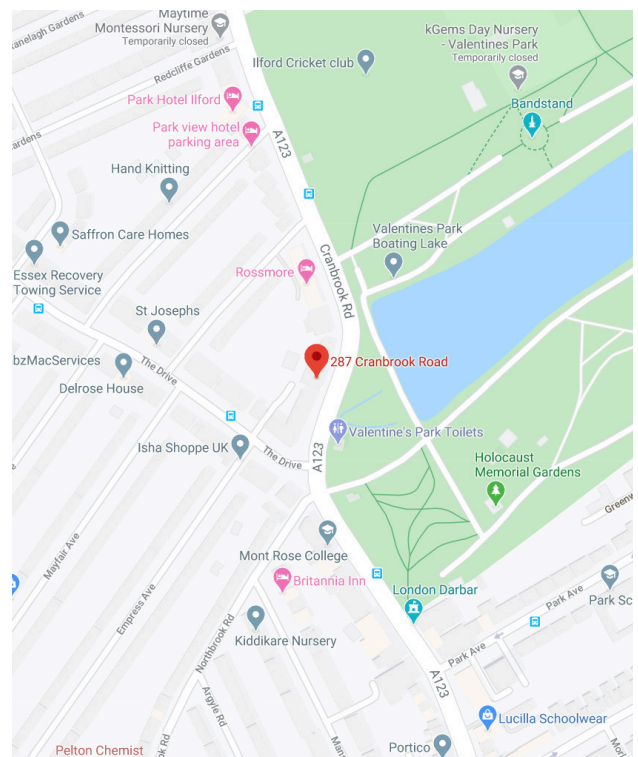 Maytime
Montessori Nursery
Temporarily closed
kGems Day Nursery
- Valentines Park
Temporarily closed
Redcliffe Gardens
Ilford Cricket club
Park Hotel Ilford
Bandstand
A123
Park view hotel
parking area
Hand Knitting
Saffron Care Homes
Valentines Park
Boating Lake
Cranbrook Rd
Rossmore
Essex Recovery
Towing Service
St Josephs
287 Cranbrook Road
bzMacServices
The Drive
Delrose House
Valentine's Park Toilets
Isha Shoppe UK
The Drive
A123
Holocaust
Memorial Gardens
Mont Rose College
Mayfair Ave
Empress Ave
Britannia Inn
London Darbar
Park Ave
Northbrook Rd
Kiddikare Nursery
Park Ave
A123
Argyle Rd
Lucilla Schoolwear
Pelton Chemist
Portico